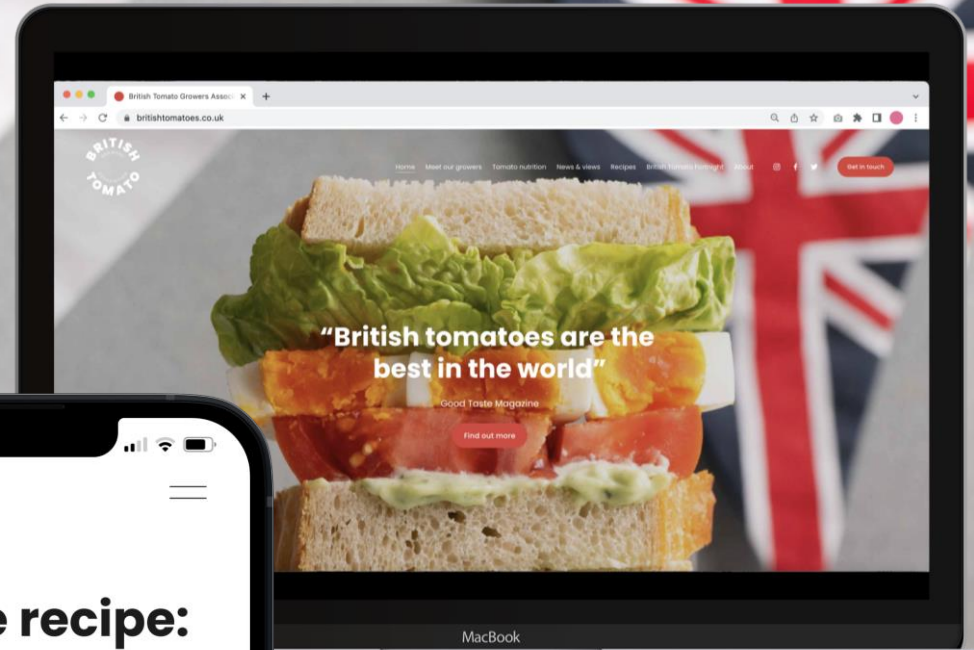 British Tomato Growers Assoc
britishtomatoes.co.uk
BRITISH
TOMATO
Home Meet our growers Tomato nutrition News & views Recipes British Tomato Fortnight About Get in touch
“British tomatoes are the
best in the world”
Good Taste Magazine
Find out more
recipe:
MacBook